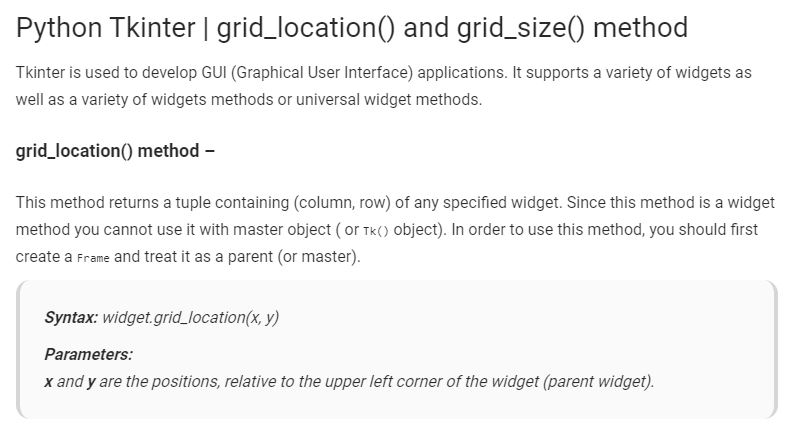 Python Tkinter | grid_location() and grid_size() method
Tkinter is used to develop GUI (Graphical User Interface) applications. It supports a variety of widgets as
well as a variety of widgets methods or universal widget methods.
grid_location() method –
This method returns a tuple containing (column, row) of any specified widget. Since this method is a widget
method you cannot use it with master object ( or Tk() object). In order to use this method, you should first
create a Frame and treat it as a parent (or master).
Syntax: widget.grid_location(x, y)
Parameters:
x and y are the positions, relative to the upper left corner of the widget (parent widget).